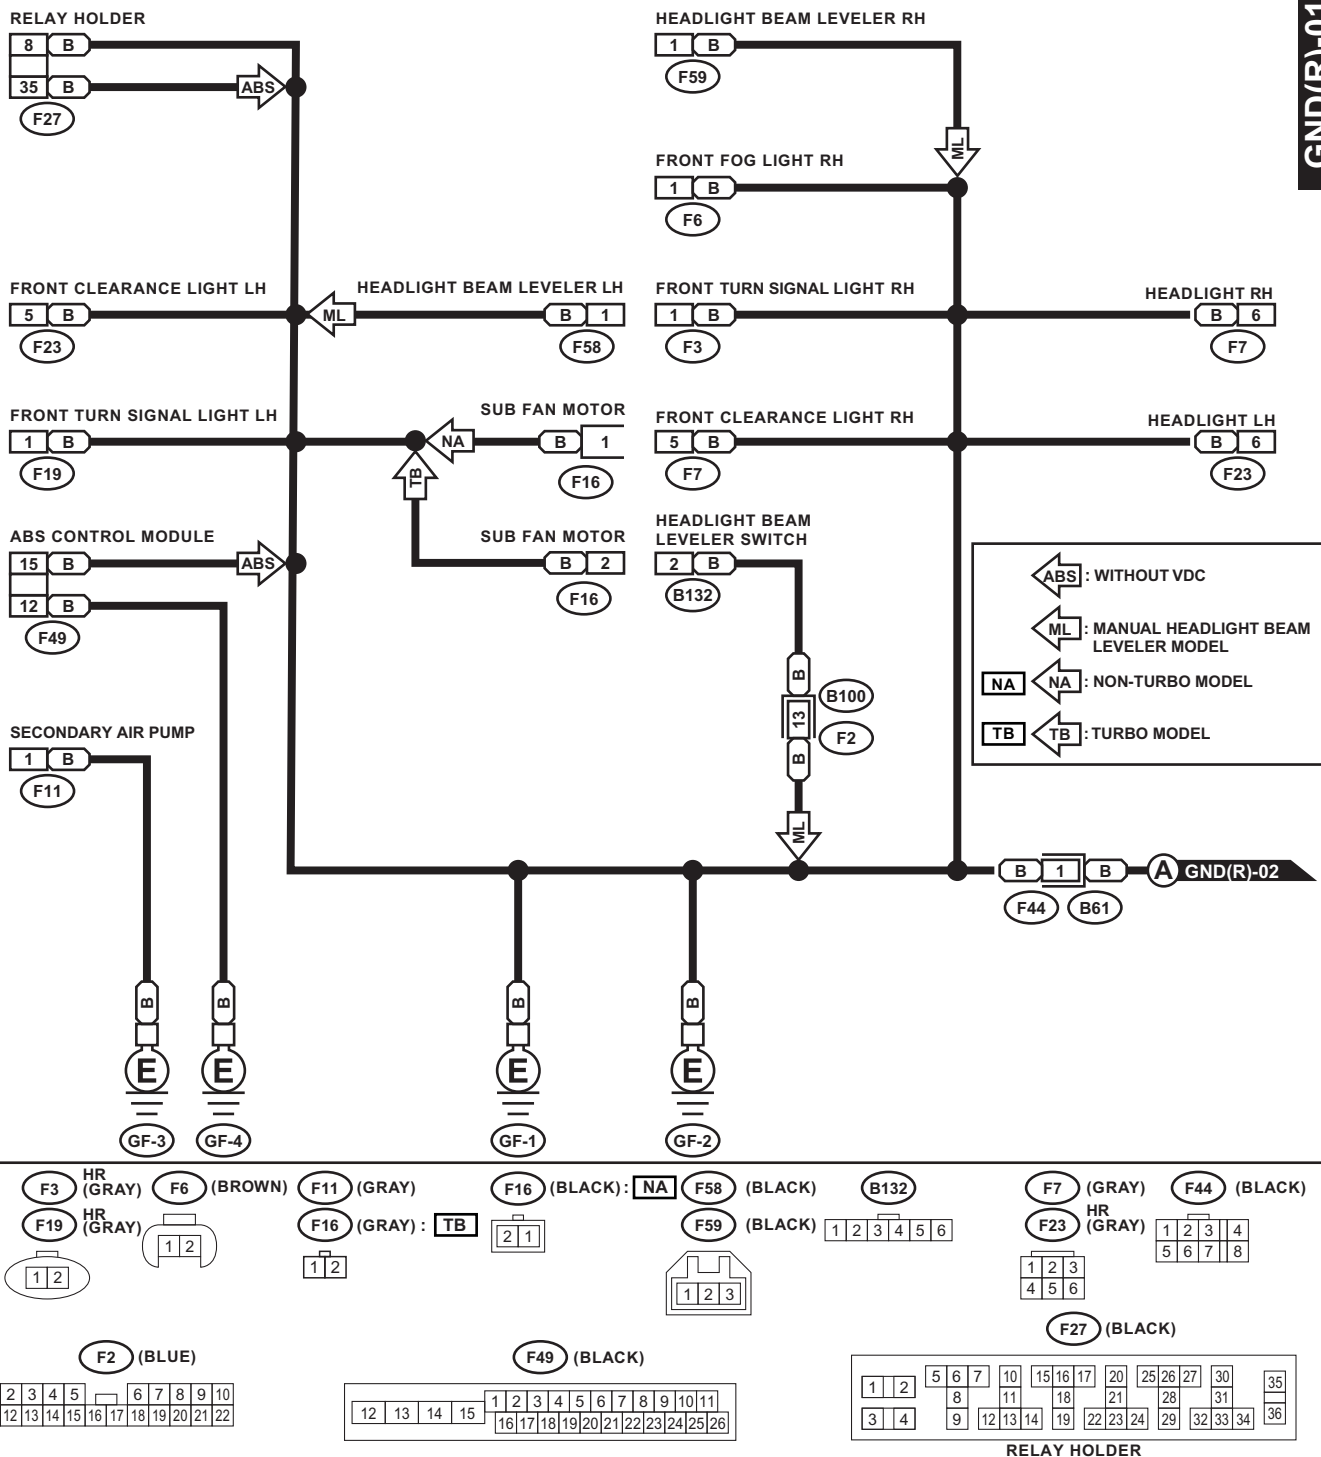 GND(R)-01
RELAY HOLDER
8 B
35 B
ABS
F27
HEADLIGHT BEAM LEVELER RH
1 B
F59
ML
FRONT FOG LIGHT RH
1 B
F6
FRONT CLEARANCE LIGHT LH
5 B
F23
HEADLIGHT BEAM LEVELER LH
ML
B 1
F58
FRONT TURN SIGNAL LIGHT RH
1 B
F3
HEADLIGHT RH
B 6
F7
FRONT TURN SIGNAL LIGHT LH
1 B
F19
SUB FAN MOTOR
NA
B 1
F16
TB
FRONT CLEARANCE LIGHT RH
5 B
F7
HEADLIGHT LH
B 6
F23
ABS CONTROL MODULE
15 B
ABS
12 B
F49
SUB FAN MOTOR
B 2
F16
HEADLIGHT BEAM
LEVELER SWITCH
2 B
B132
B
13
B100
F2
B
ML
ABS : WITHOUT VDC
ML : MANUAL HEADLIGHT BEAM
LEVELER MODEL
NA NA : NON-TURBO MODEL
TB TB : TURBO MODEL
SECONDARY AIR PUMP
1 B
F11
B 1 B A GND(R)-02
F44 B61
B B B B
E E E E
GF-3 GF-4 GF-1 GF-2
F3 HR (GRAY)
F19 HR (GRAY)
1 2
F6 (BROWN)
1 2
F11 (GRAY)
F16 (GRAY) : TB
1 2
F16 (BLACK) : NA
2 1
F58 (BLACK)
F59 (BLACK)
1 2 3
B132
1 2 3 4 5 6
F7 (GRAY)
F23 HR (GRAY)
1 2 3
4 5 6
F44 (BLACK)
1 2 3 4
5 6 7 8
F2 (BLUE)
2 3 4 5 6 7 8 9 10
12 13 14 15 16 17 18 19 20 21 22
F49 (BLACK)
12 13 14 15 1 2 3 4 5 6 7 8 9 10 11
16 17 18 19 20 21 22 23 24 25 26
F27 (BLACK)
1 2 5 6 7 10 15 16 17 20 25 26 27 30 35
8 11 18 21 28 31
3 4 9 12 13 14 19 22 23 24 29 32 33 34 36
RELAY HOLDER